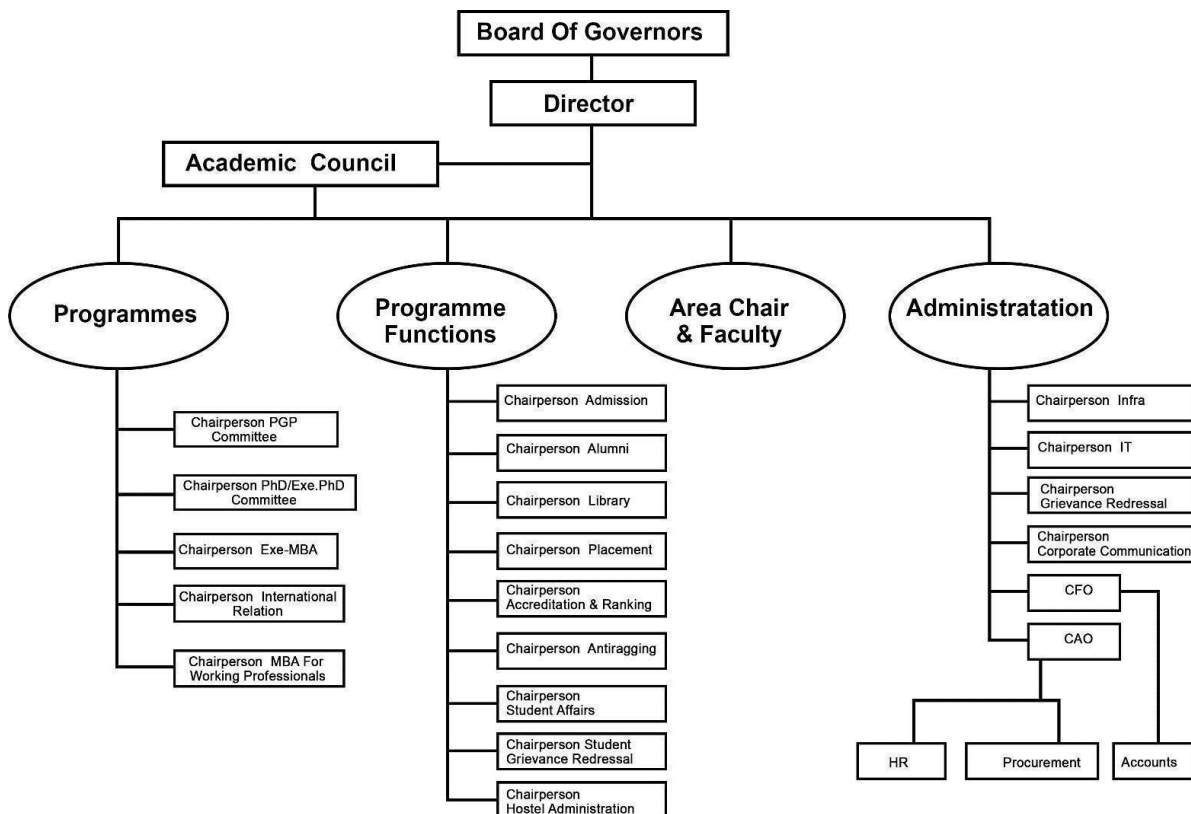 Board Of Governors
Director
Academic Council
Programmes
Programme
Functions
Area Chair
& Faculty
Administratation
Chairperson PGP
Committee
Chairperson PhD/Exe.PhD
Committee
Chairperson Exe-MBA
Chairperson International
Relation
Chairperson MBA For
Working Professionals
Chairperson Admission
Chairperson Alumni
Chairperson Library
Chairperson Placement
Chairperson
Accreditation & Ranking
Chairperson Antiragging
Chairperson
Student Affairs
Chairperson Student
Grievance Redressal
Chairperson
Hostel Administration
Chairperson Infra
Chairperson IT
Chairperson
Grievance Redressal
Chairperson
Corporate Communication
CFO
CAO
HR
Procurement
Accounts